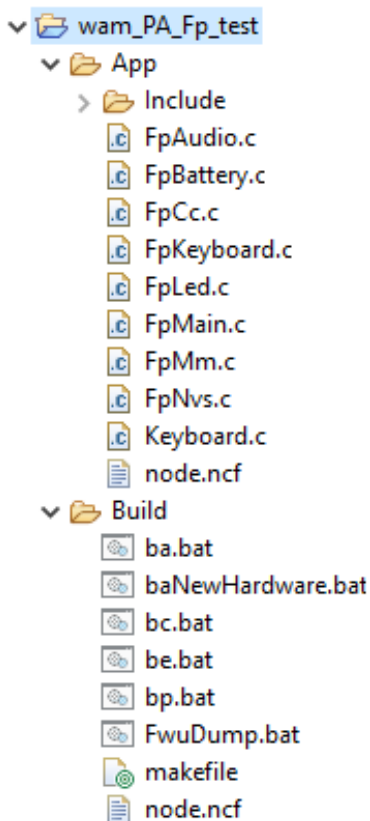 wam_PA_Fp_test
App
Include
.c FpAudio.c
.c FpBattery.c
.c FpCc.c
.c FpKeyboard.c
.c FpLed.c
.c FpMain.c
.c FpMm.c
.c FpNvs.c
.c Keyboard.c
node.ncf
Build
ba.bat
baNewHardware.bat
bc.bat
be.bat
bp.bat
FwuDump.bat
makefile
node.ncf